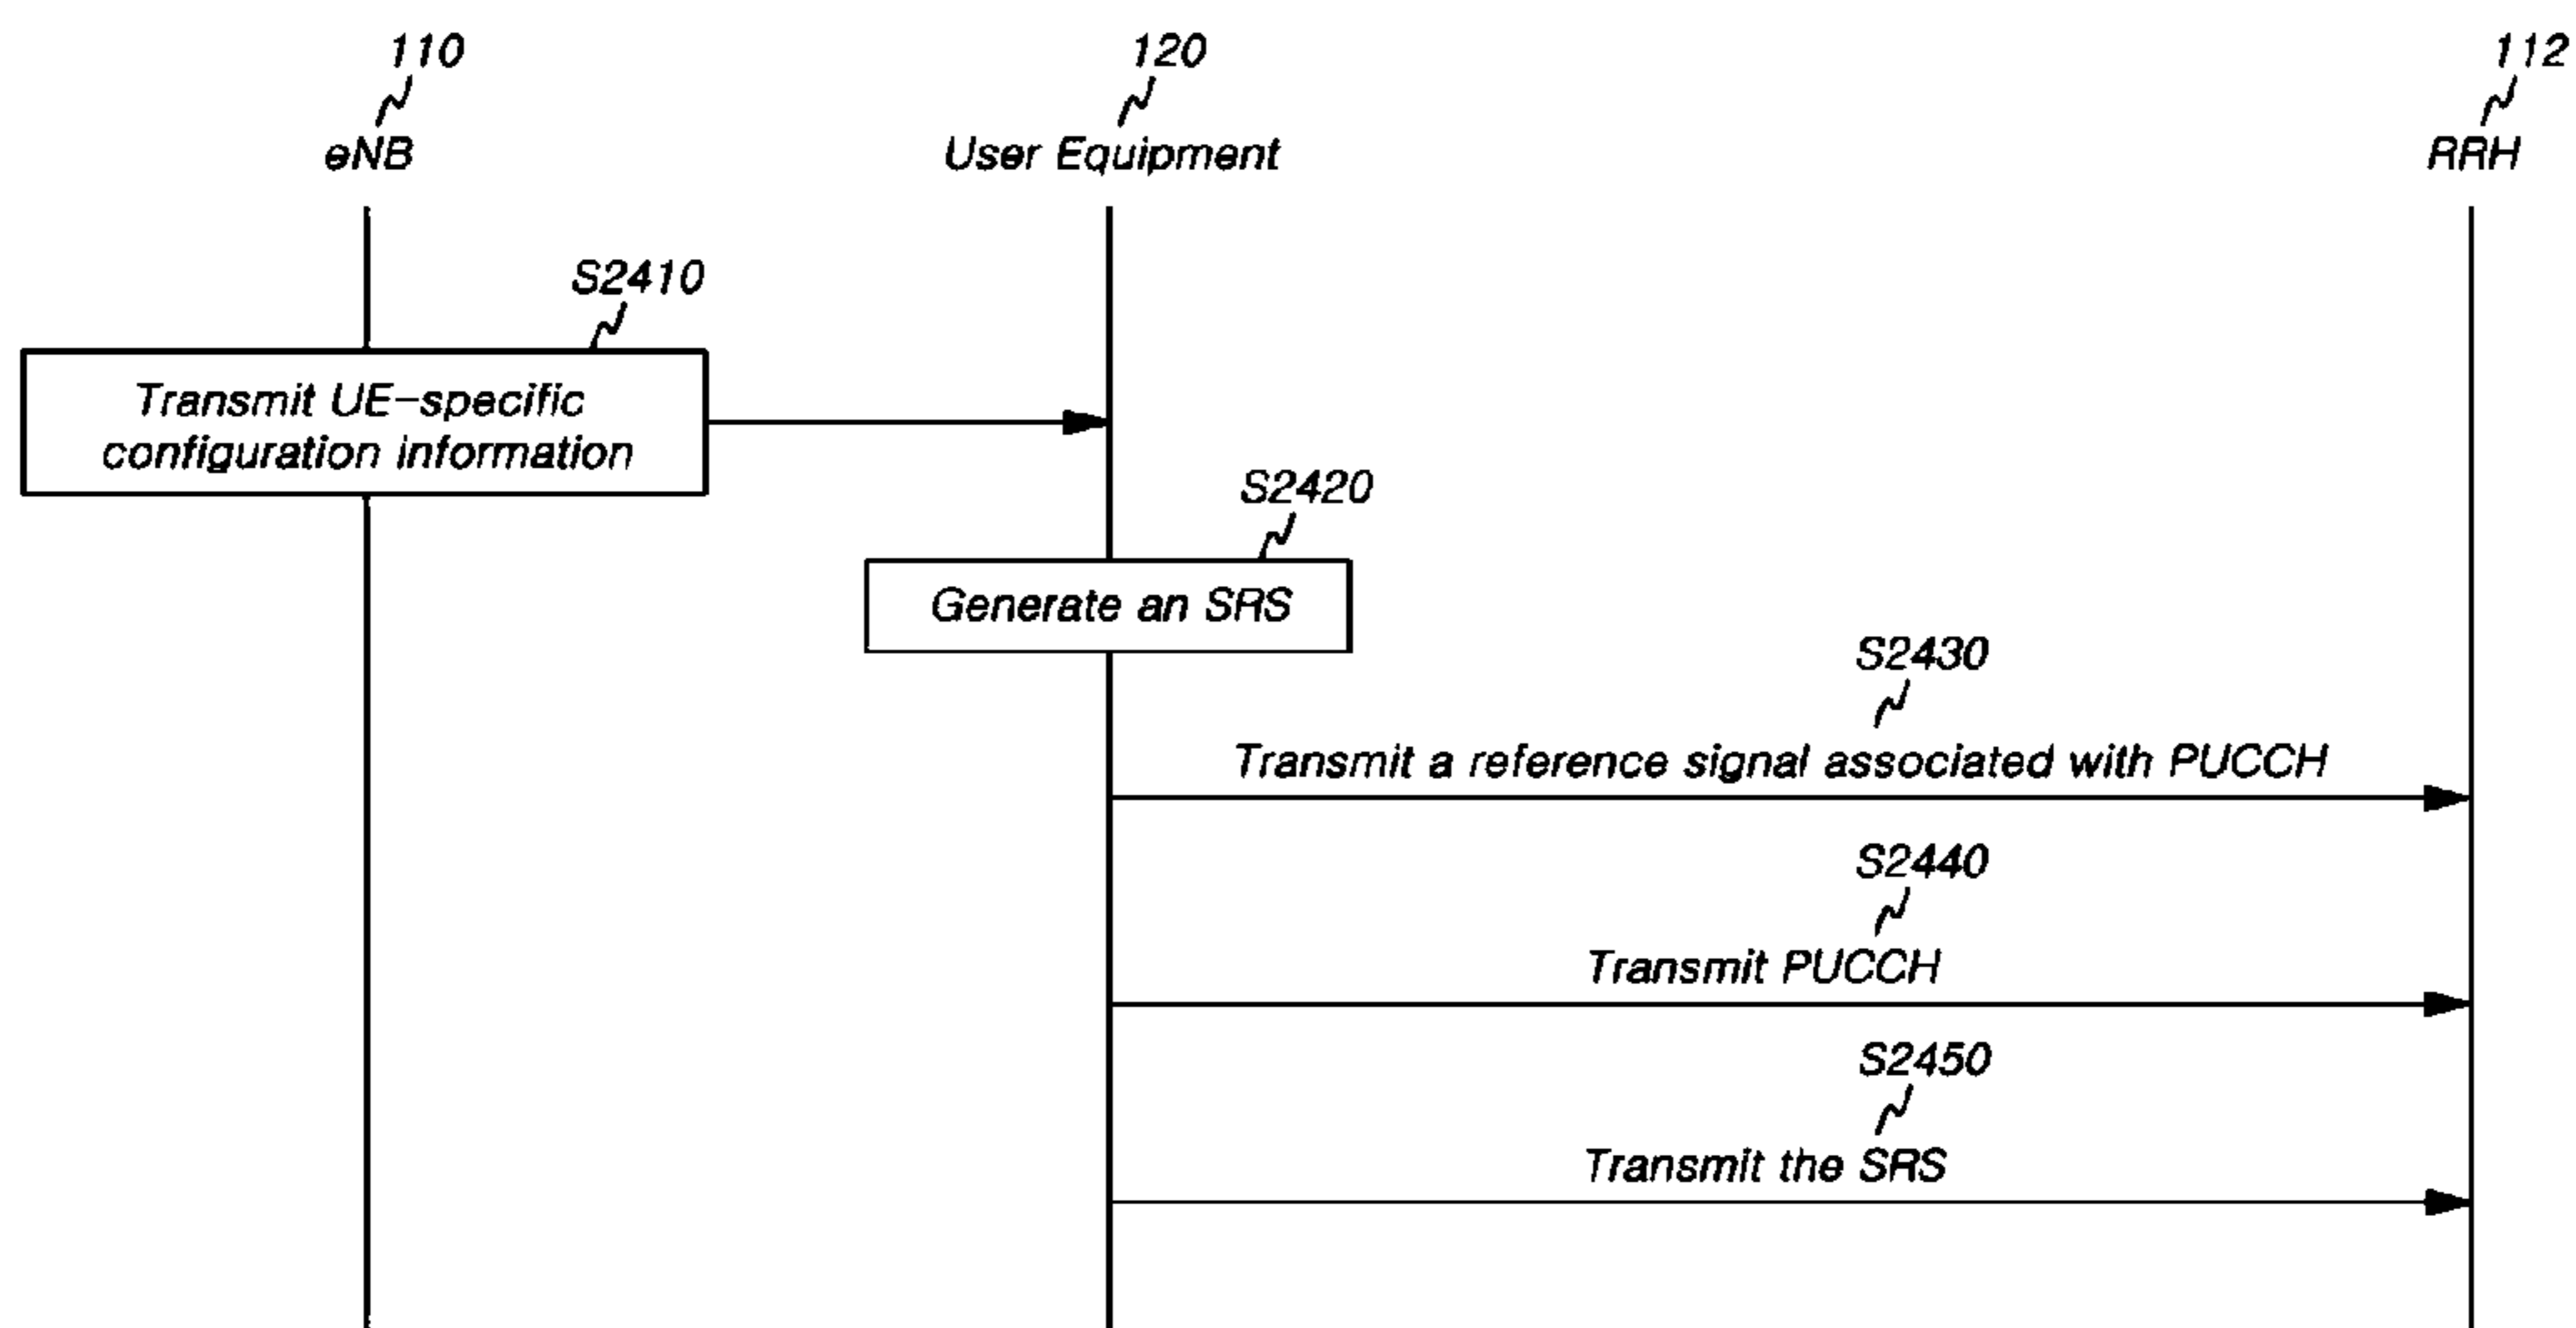 110
120
112
eNB
User Equipment
RRH
S2410
Transmit UE-specific
configuration information
S2420
Generate an SRS
S2430
Transmit a reference signal associated with PUCCH
S2440
Transmit PUCCH
S2450
Transmit the SRS